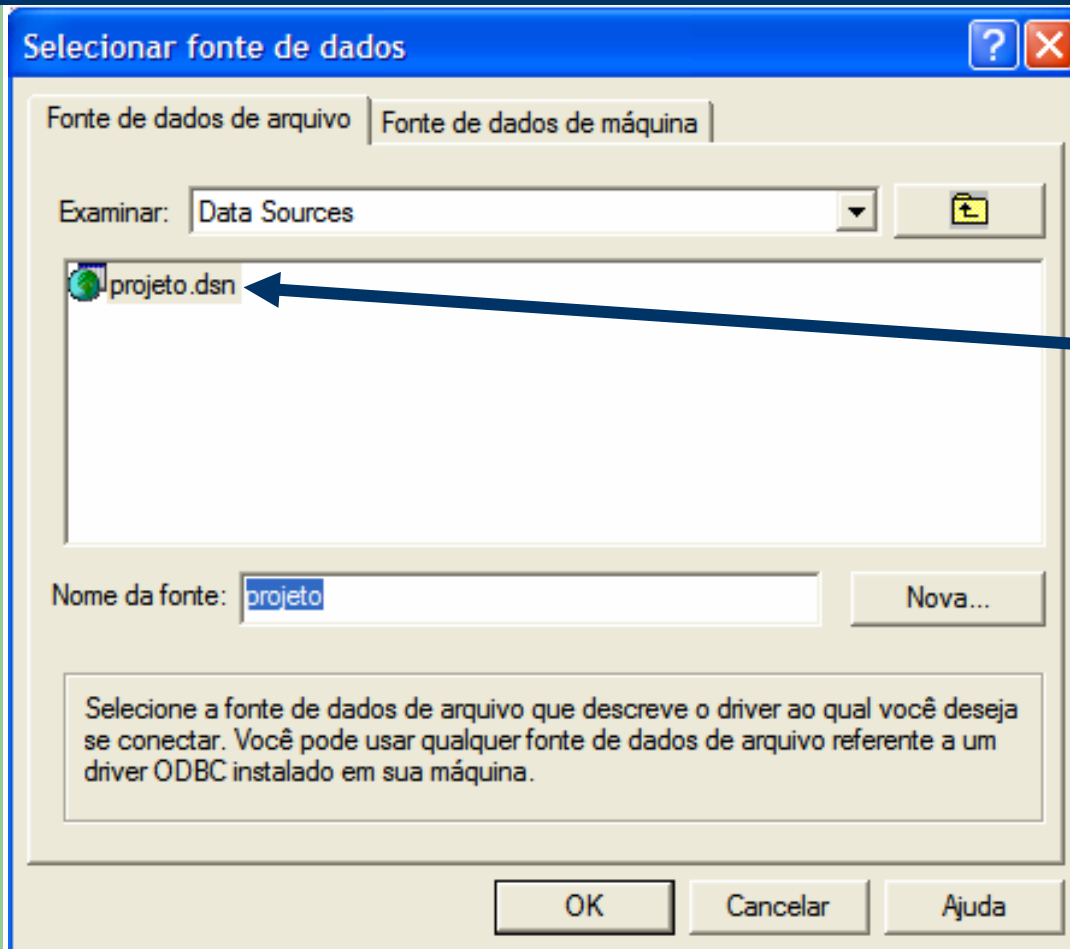 Selecionar fonte de dados
Fonte de dados de arquivo
Fonte de dados de máquina
Examinar:
Data Sources
projeto.dsn
Nome da fonte:
projeto
Nova...
Selecione a fonte de dados de arquivo que descreve o driver ao qual você deseja
se conectar. Você pode usar qualquer fonte de dados de arquivo referente a um
driver ODBC instalado em sua máquina.
OK
Cancelar
Ajuda